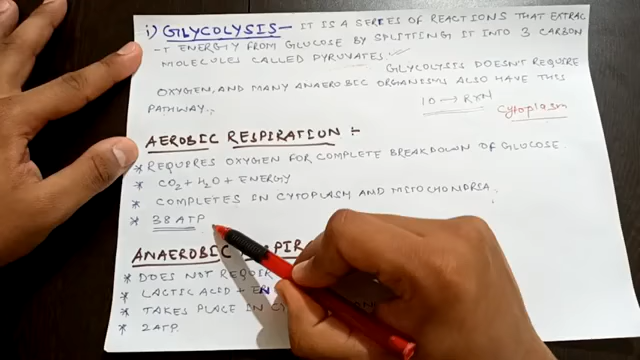 i) GLYCOLYSIS - IT IS A SERIES OF REACTIONS THAT EXTRAC
-T ENERGY FROM GLUCOSE BY SPLITTING IT INTO 3 CARBON
MOLECULES CALLED PYRUVATES.
GLYCOLYSIS DOESN'T REQUIRE
OXYGEN, AND MANY ANAEROBIC ORGANISMS ALSO HAVE THIS
PATHWAY.
10 → RXN
Cytoplasm
AEROBIC RESPIRATION :-
* REQUIRES OXYGEN FOR COMPLETE BREAKDOWN OF GLUCOSE.
* CO2 + H2O + ENERGY
* COMPLETES IN CYTOPLASM AND MITOCHONDRIA.
* 38 ATP
ANAEROBIC
* DOES NOT
* LACTIC ACID +
* TAKES PLACE IN
* 2 ATP.